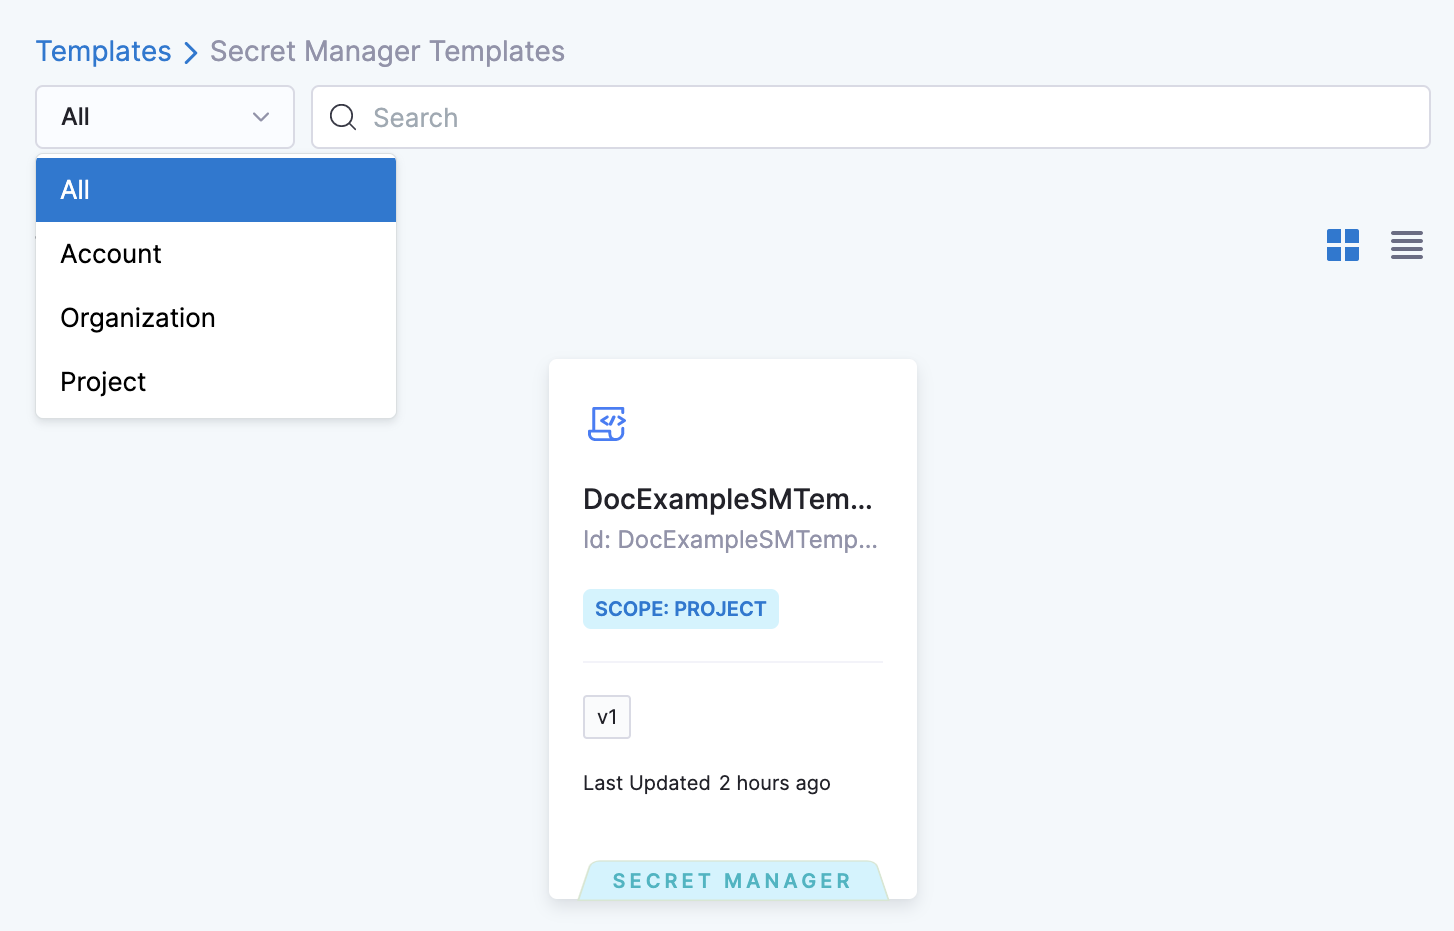 Templates > Secret Manager Templates
All
Search
All
Account
Organization
Project
DocExampleSMTem...
Id: DocExampleSMTemp...
SCOPE: PROJECT
v1
Last Updated 2 hours ago
SECRET MANAGER